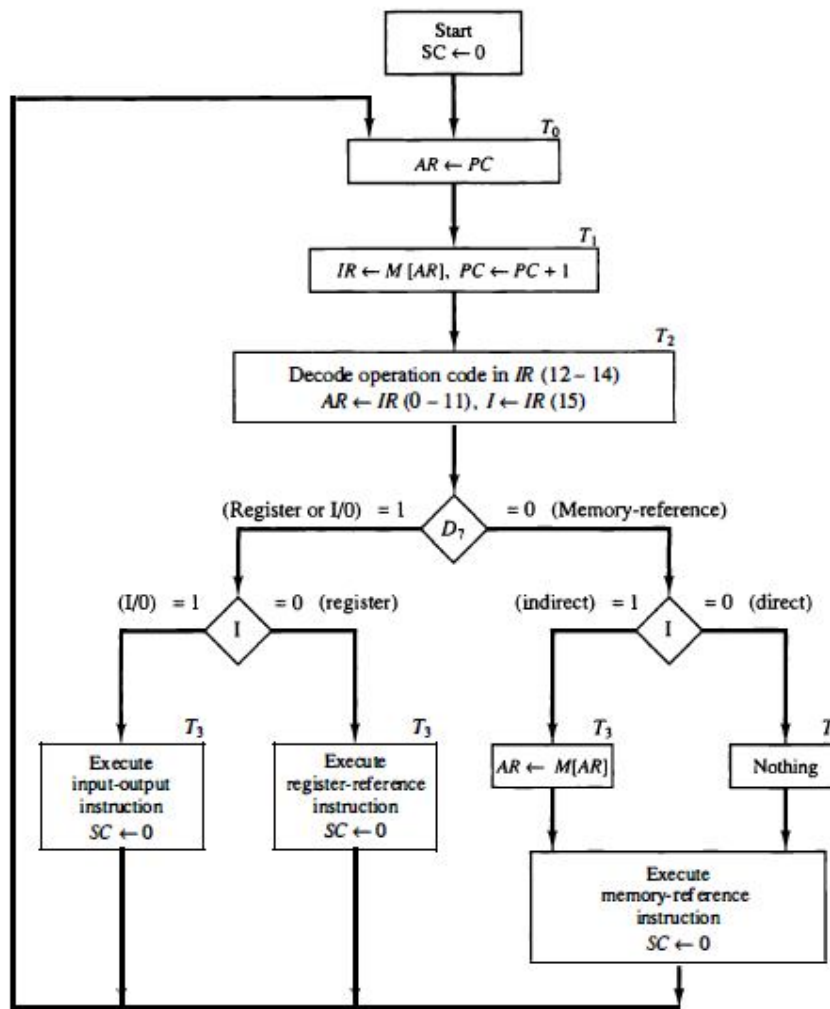 Start
SC ← 0
T₀
AR ← PC
T₁
IR ← M [AR], PC ← PC + 1
T₂
Decode operation code in IR (12 – 14)
AR ← IR (0 – 11), I ← IR (15)
(Register or I/0) = 1
D₇
= 0 (Memory-reference)
(I/0) = 1
I
= 0 (register)
(indirect) = 1
I
= 0 (direct)
T₃
Execute
input-output
instruction
SC ← 0
T₃
Execute
register-reference
instruction
SC ← 0
T₃
AR ← M[AR]
T
Nothing
Execute
memory-reference
instruction
SC ← 0